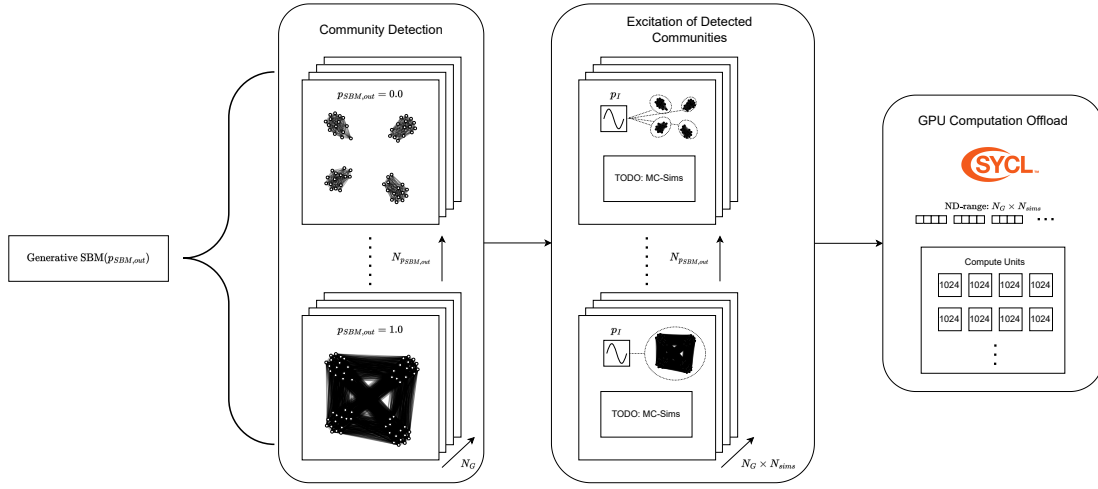 Generative SBM($p_{SBM,out}$)
Community Detection
$p_{SBM,out} = 0.0$
$N_{p_{SBM,out}}$
$p_{SBM,out} = 1.0$
$N_G$
Excitation of Detected
Communities
$p_I$
TODO: MC-Sims
$N_{p_{SBM,out}}$
$p_I$
TODO: MC-Sims
$N_G \times N_{sims}$
GPU Computation Offload
SYCL™
ND-range: $N_G \times N_{sims}$
Compute Units
1024 1024 1024 1024
1024 1024 1024 1024